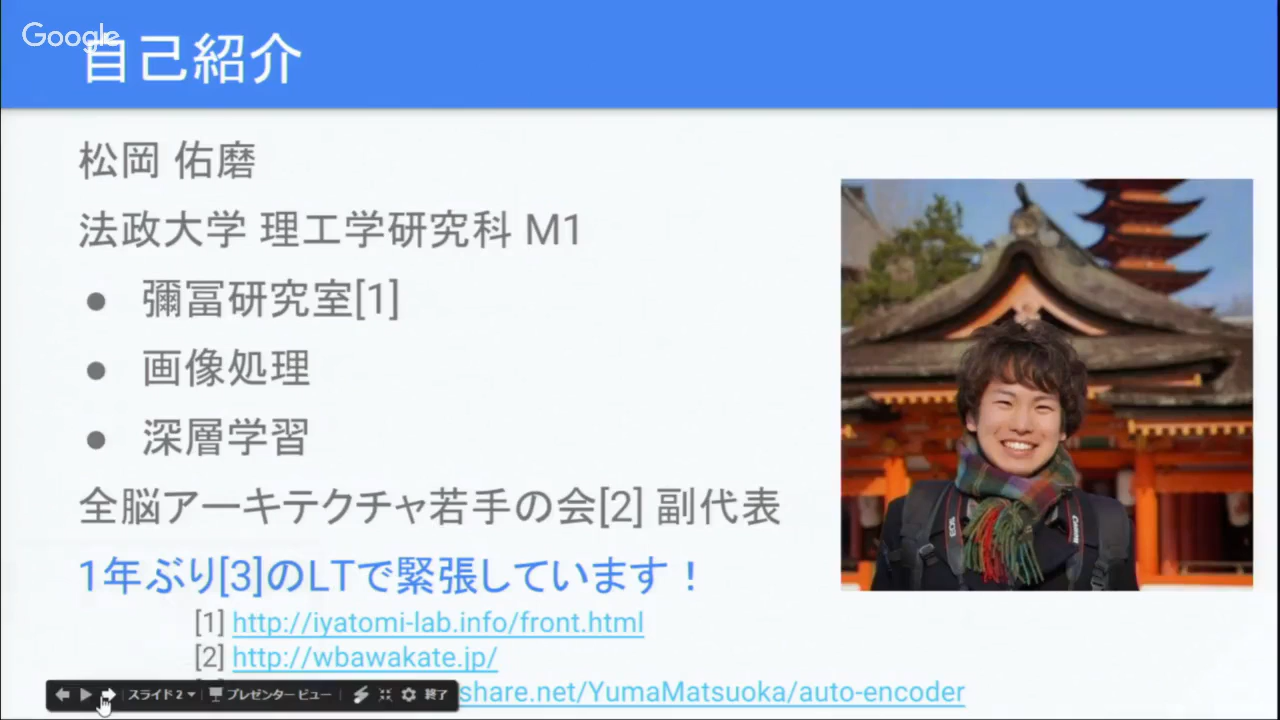 Google
自己紹介
松岡 佑磨
法政大学 理工学研究科 M1
● 彌冨研究室[1]
● 画像処理
● 深層学習
全脳アーキテクチャ若手の会[2] 副代表
1年ぶり[3]のLTで緊張しています！
[1] http://iyatomi-lab.info/front.html
[2] http://wbawakate.jp/
share.net/YumaMatsuoka/auto-encoder
スライド 2 プレゼンター ビュー 終了
EOS
Canon